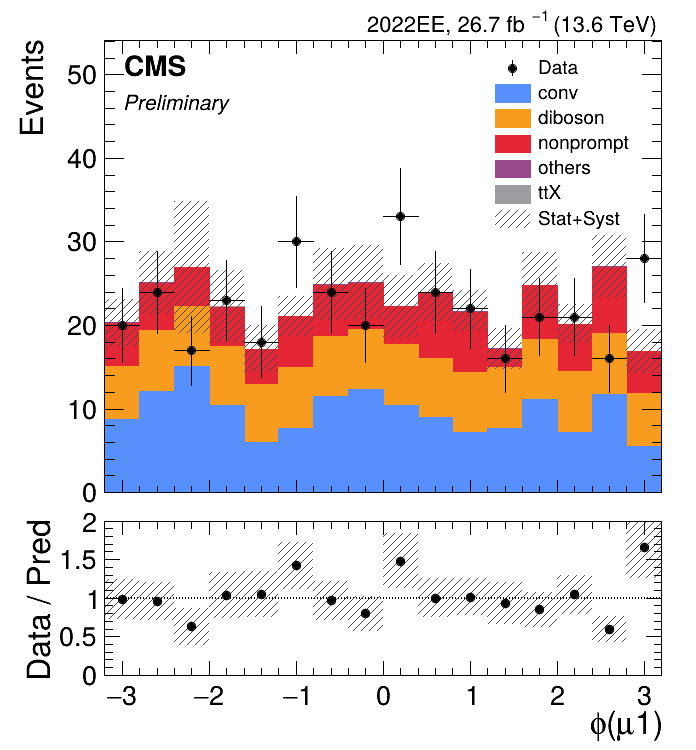 2022EE, 26.7 fb⁻¹ (13.6 TeV)
Events
CMS
Preliminary
Data
conv
diboson
nonprompt
others
ttX
Stat+Syst
50
40
30
20
10
0
Data / Pred
2
1.5
1
0.5
0
−3 −2 −1 0 1 2 3
ϕ(μ1)